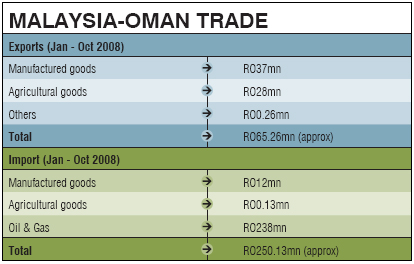 MALAYSIA-OMAN TRADE
Exports (Jan - Oct 2008)
Manufactured goods → RO37mn
Agricultural goods → RO28mn
Others → RO0.26mn
Total → RO65.26mn (approx)
Import (Jan - Oct 2008)
Manufactured goods → RO12mn
Agricultural goods → RO0.13mn
Oil & Gas → RO238mn
Total → RO250.13mn (approx)